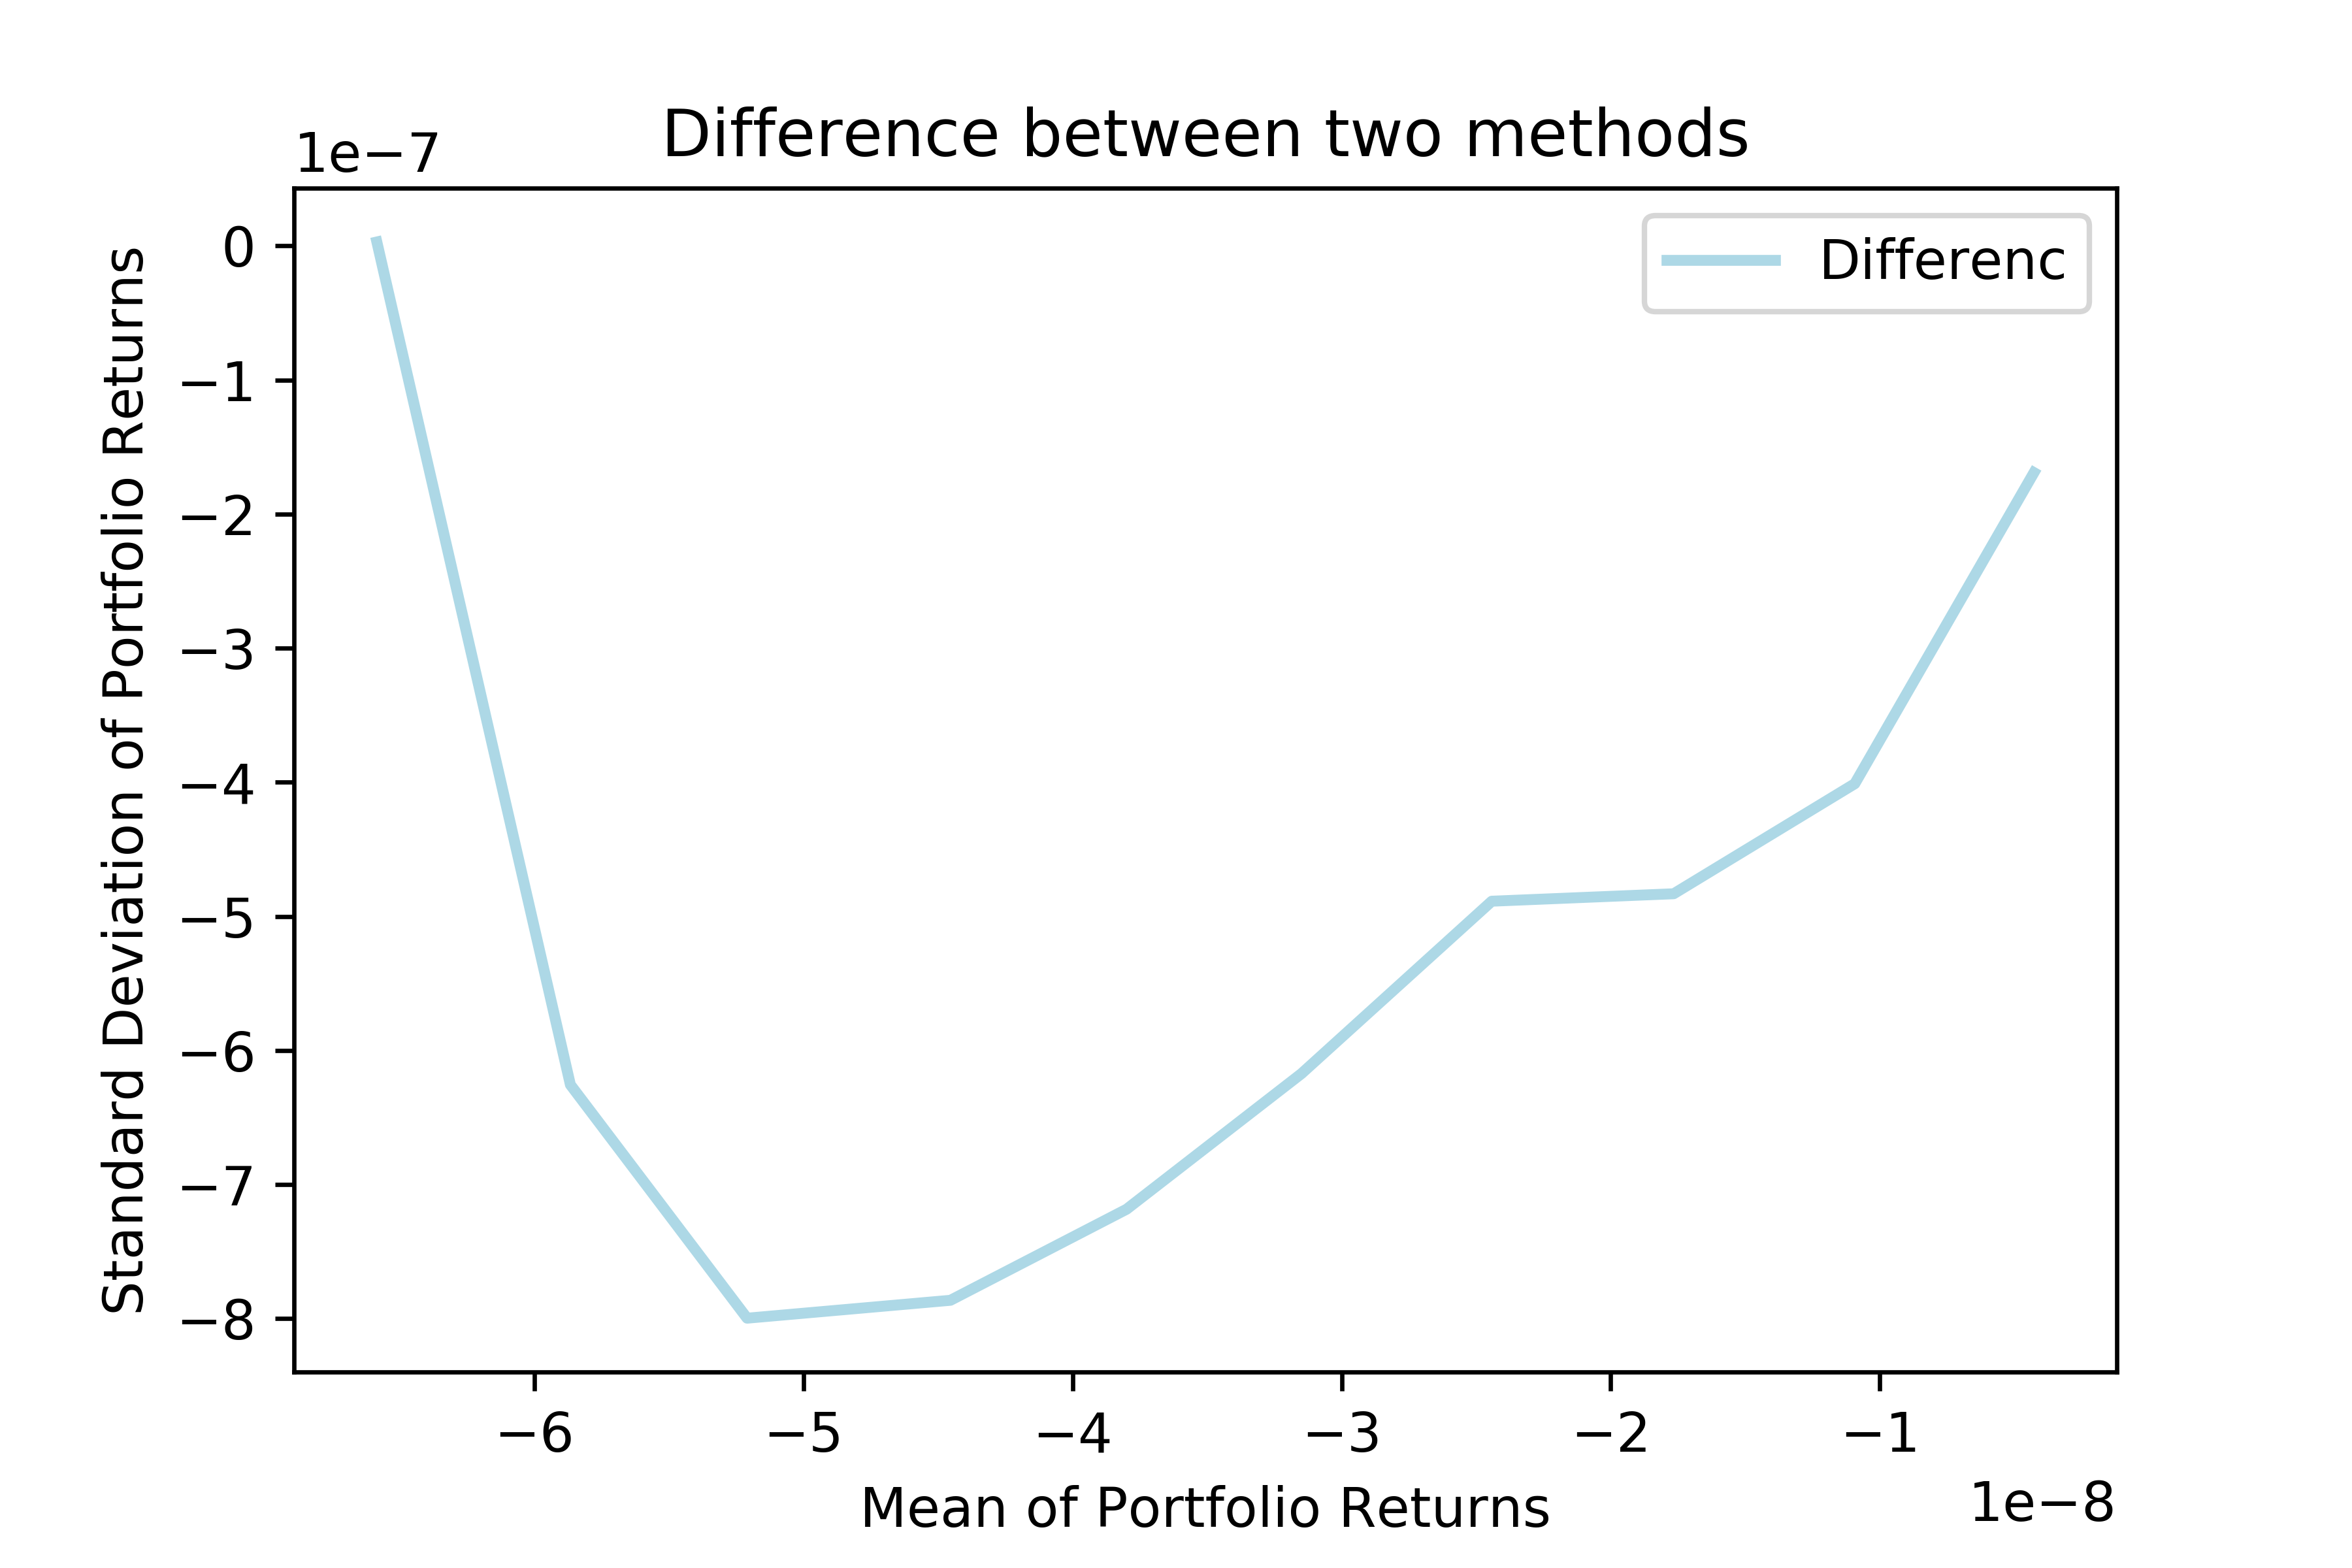 Difference between two methods
1e−7
Differenc
Standard Deviation of Portfolio Returns
0
−1
−2
−3
−4
−5
−6
−7
−8
−6 −5 −4 −3 −2 −1
1e−8
Mean of Portfolio Returns